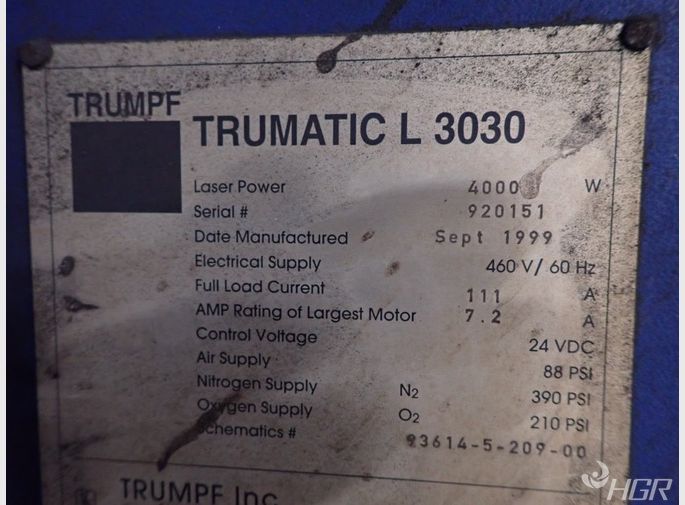 TRUMPF
TRUMATIC L 3030
Laser Power 4000 W
Serial # 920151
Date Manufactured Sept 1999
Electrical Supply 460 V/ 60 Hz
Full Load Current 111 A
AMP Rating of Largest Motor 7.2 A
Control Voltage 24 VDC
Air Supply 88 PSI
Nitrogen Supply N2 390 PSI
Oxygen Supply O2 210 PSI
Schematics # 93614-5-209-00
TRUMPF Inc
HGR